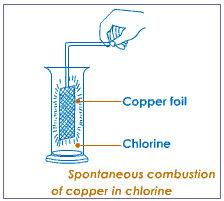 Copper foil
Chlorine
Spontaneous combustion
of copper in chlorine